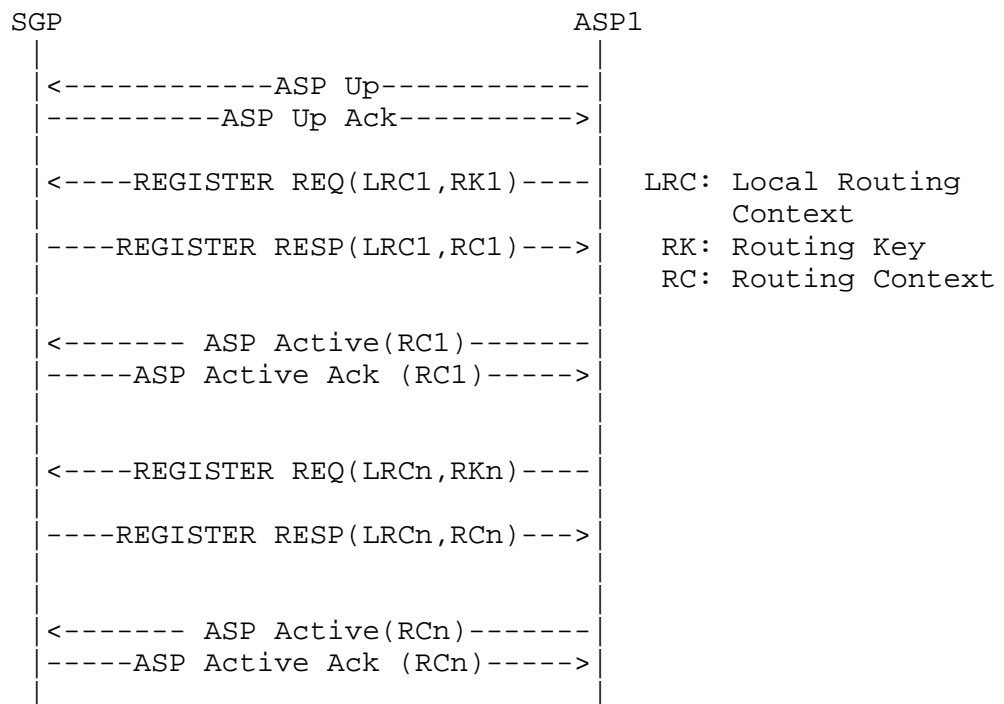 SGP ASP1
<------------ASP Up------------
----------ASP Up Ack---------->
<----REGISTER REQ(LRC1,RK1)---- LRC: Local Routing
Context
----REGISTER RESP(LRC1,RC1)---> RK: Routing Key
RC: Routing Context
<------- ASP Active(RC1)-------
-----ASP Active Ack (RC1)----->
<----REGISTER REQ(LRCn,RKn)----
----REGISTER RESP(LRCn,RCn)--->
<------- ASP Active(RCn)-------
-----ASP Active Ack (RCn)----->